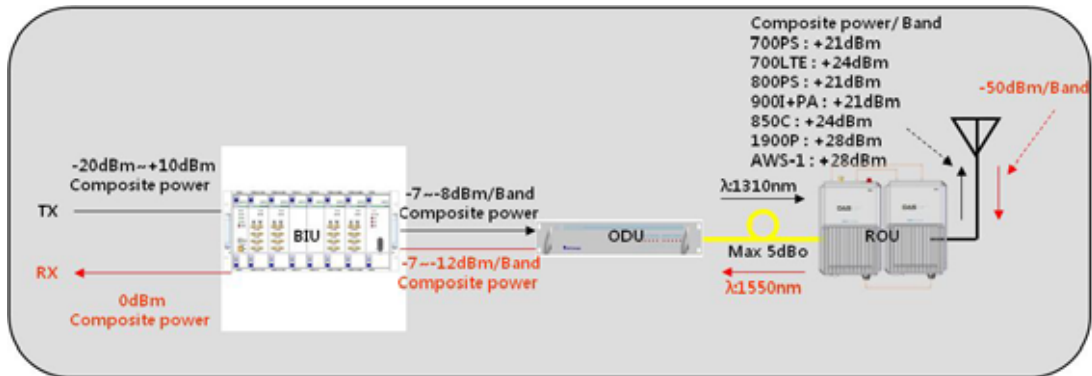 Composite power/ Band
700PS : +21dBm
700LTE : +24dBm
800PS : +21dBm
900I+PA : +21dBm
850C : +24dBm
1900P : +28dBm
AWS-1 : +28dBm
-50dBm/Band
-20dBm~+10dBm
Composite power
TX
BIU
-7~-8dBm/Band
Composite power
ODU
λ:1310nm
ROU
RX
-7~-12dBm/Band
Composite power
Max 5dBo
λ:1550nm
0dBm
Composite power